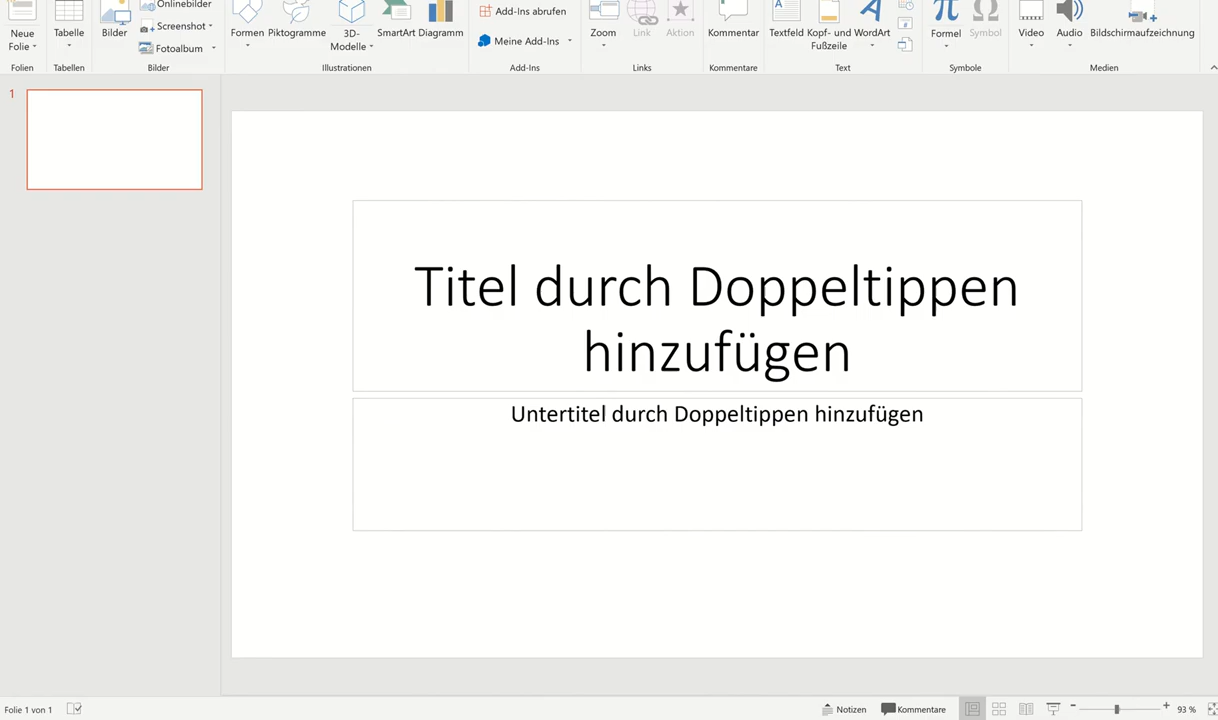 Onlinebilder
Screenshot
Fotoalbum
Neue
Folie
Tabelle
Bilder
Formen
Piktogramme
3D-
Modelle
SmartArt
Diagramm
Add-Ins abrufen
Meine Add-Ins
Zoom
Link
Aktion
Kommentar
Textfeld
Kopf- und
Fußzeile
WordArt
Formel
Symbol
Video
Audio
Bildschirmaufzeichnung
Folien
Tabellen
Bilder
Illustrationen
Add-Ins
Links
Kommentare
Text
Symbole
Medien
1
Titel durch Doppeltippen
hinzufügen
Untertitel durch Doppeltippen hinzufügen
Folie 1 von 1
Notizen
Kommentare
93 %